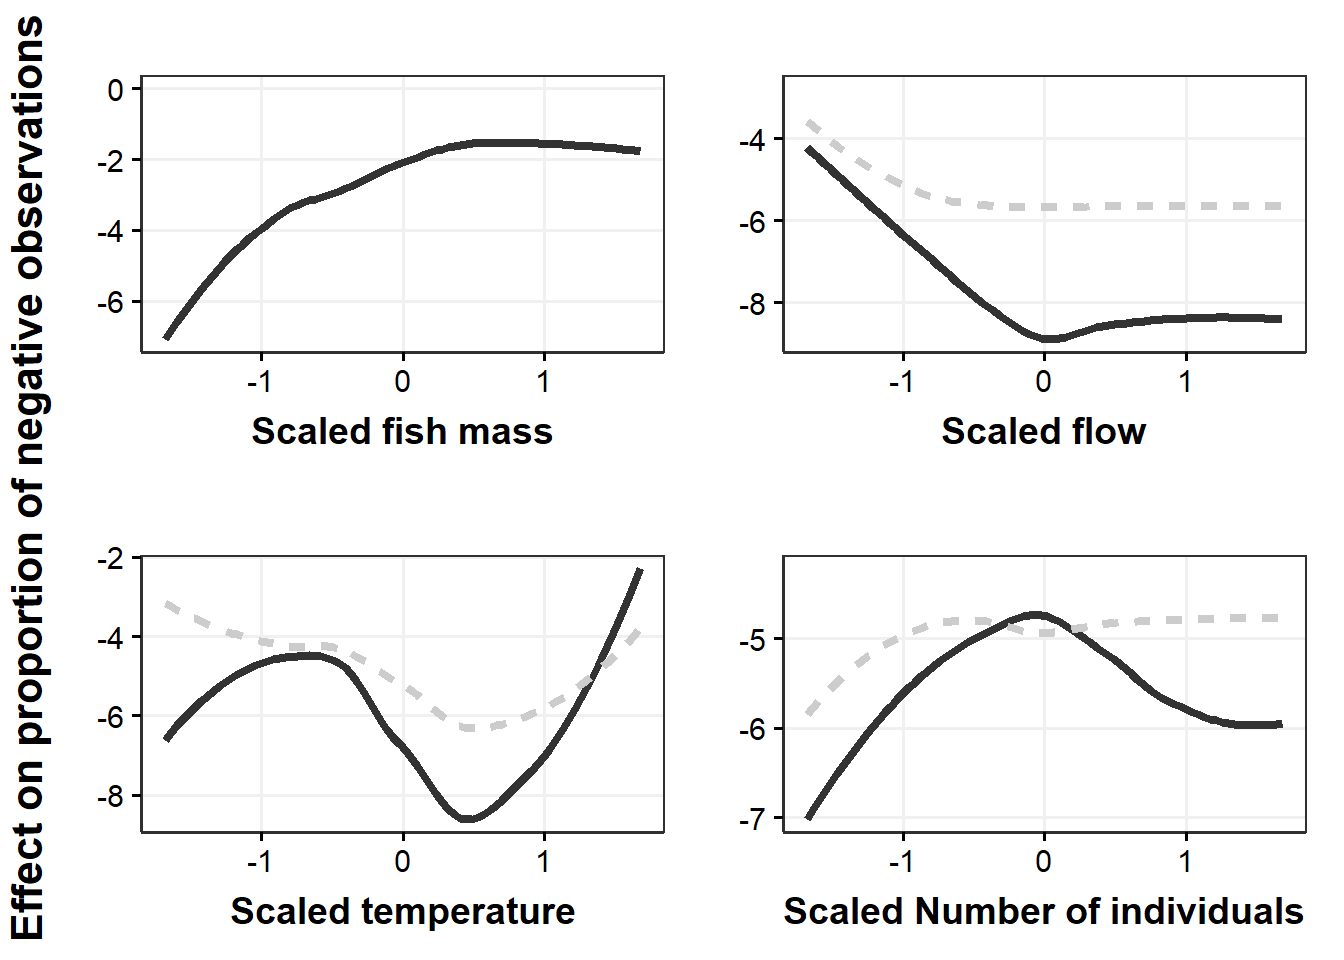 Effect on proportion of negative observations
0
-2
-4
-6
-1 0 1
Scaled fish mass
-4
-6
-8
-1 0 1
Scaled flow
-2
-4
-6
-8
-1 0 1
Scaled temperature
-5
-6
-7
-1 0 1
Scaled Number of individuals